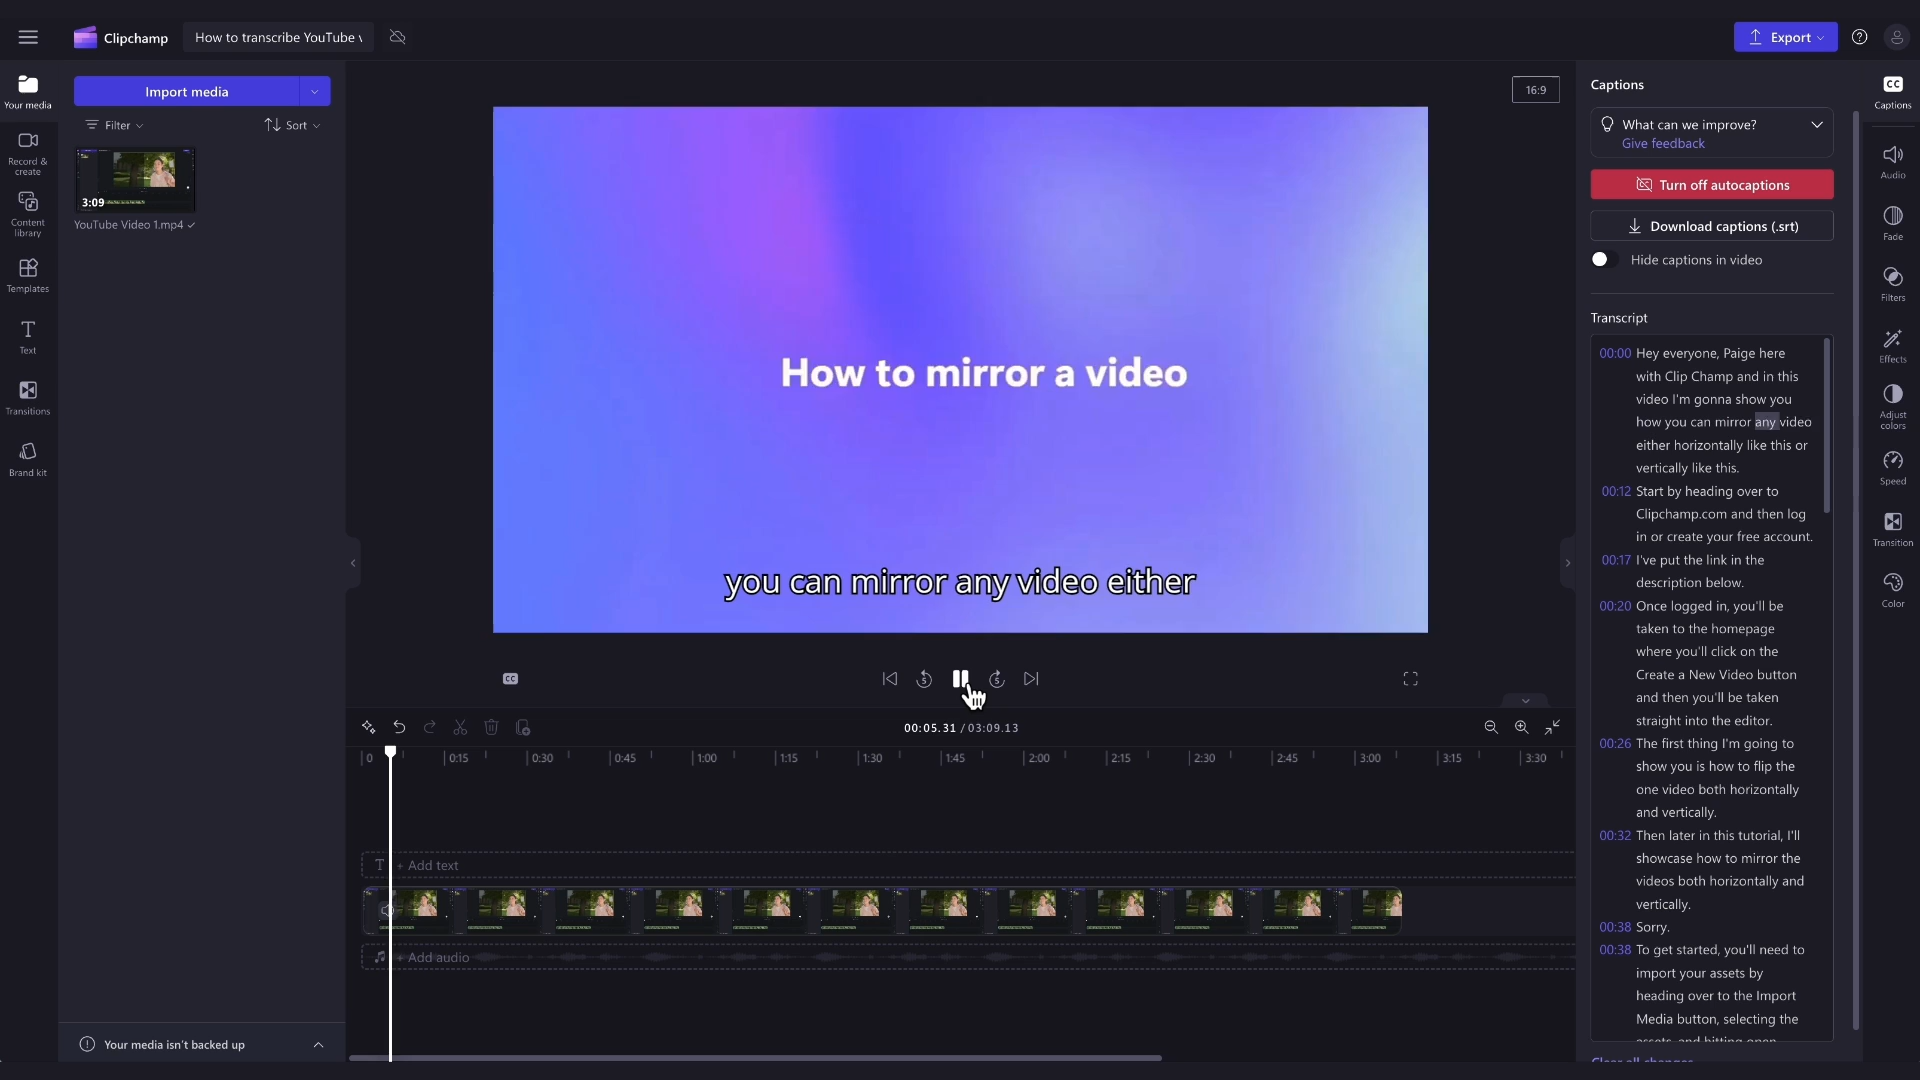 Clipchamp
How to transcribe YouTube
Export
Your media
Record &
create
Content
library
Templates
Text
Transitions
Brand kit
Import media
Filter
Sort
3:09
YouTube Video 1.mp4
Your media isn't backed up
16:9
How to mirror a video
you can mirror any video either
CC
5
5
00:05.31 / 03:09.13
0 0:15 0:30 0:45 1:00 1:15 1:30 1:45 2:00 2:15 2:30 2:45 3:00 3:15 3:30
T + Add text
+ Add audio
Captions
What can we improve?
Give feedback
Turn off autocaptions
Download captions (.srt)
Hide captions in video
Transcript
00:00 Hey everyone, Paige here
with Clip Champ and in this
video I'm gonna show you
how you can mirror any video
either horizontally like this or
vertically like this.
00:12 Start by heading over to
Clipchamp.com and then log
in or create your free account.
00:17 I've put the link in the
description below.
00:20 Once logged in, you'll be
taken to the homepage
where you'll click on the
Create a New Video button
and then you'll be taken
straight into the editor.
00:26 The first thing I'm going to
show you is how to flip the
one video both horizontally
and vertically.
00:32 Then later in this tutorial, I'll
showcase how to mirror the
videos both horizontally and
vertically.
00:38 Sorry.
00:38 To get started, you'll need to
import your assets by
heading over to the Import
Media button, selecting the
assets, and hitting open
Clear all changes
CC
Captions
Audio
Fade
Filters
Effects
Adjust
colors
Speed
Transition
Color